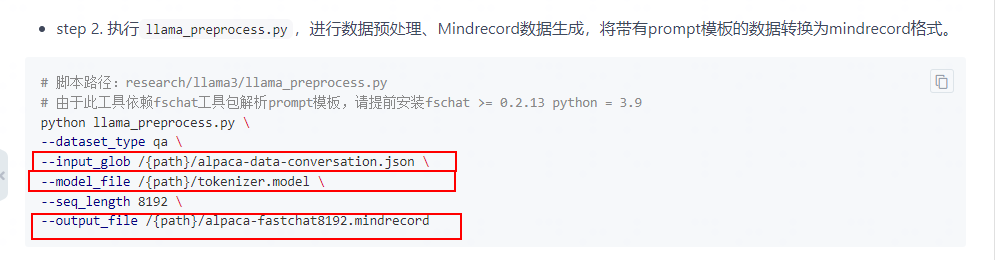 step 2. 执行 llama_preprocess.py ，进行数据预处理、Mindrecord数据生成，将带有prompt模板的数据转换为mindrecord格式。
# 脚本路径：research/llama3/llama_preprocess.py
# 由于此工具依赖fschat工具包解析prompt模板，请提前安装fschat >= 0.2.13 python = 3.9
python llama_preprocess.py \
--dataset_type qa \
--input_glob /{path}/alpaca-data-conversation.json \
--model_file /{path}/tokenizer.model \
--seq_length 8192 \
--output_file /{path}/alpaca-fastchat8192.mindrecord